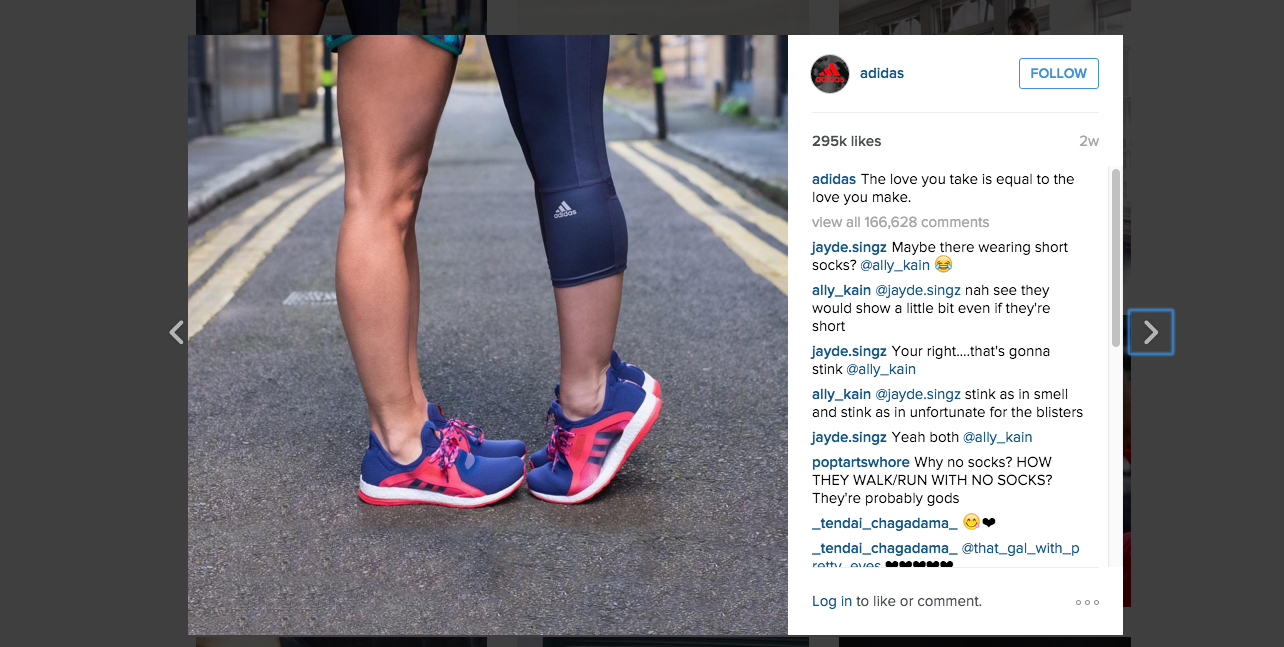 adidas
adidas
adidas
FOLLOW
295k likes
2w
adidas The love you take is equal to the
love you make.
view all 166,628 comments
jayde.singz Maybe there wearing short
socks? @ally_kain 😂
ally_kain @jayde.singz nah see they
would show a little bit even if they're
short
jayde.singz Your right....that's gonna
stink @ally_kain
ally_kain @jayde.singz stink as in smell
and stink as in unfortunate for the blisters
jayde.singz Yeah both @ally_kain
poptartswhore Why no socks? HOW
THEY WALK/RUN WITH NO SOCKS?
They're probably gods
_tendai_chagadama_ 😋❤
_tendai_chagadama_ @that_gal_with_p
retty_eyes ❤❤❤❤❤
Log in to like or comment.